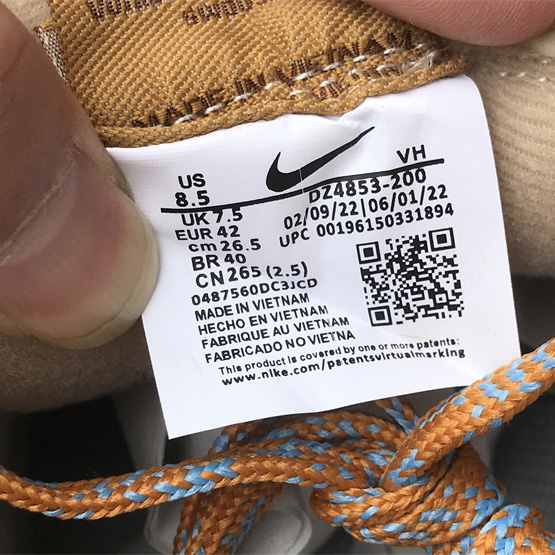 MADE IN VIETNAM
US
8.5
VH
DZ4853-200
UK 7.5
02/09/22 | 06/01/22
EUR 42
UPC 00196150331894
cm 26.5
BR 40
CN 265 (2.5)
0487560DC3JCD
MADE IN VIETNAM
HECHO EN VIETNAM
FABRIQUE AU VIETNAM
FABRICADO NO VIETNA
This product is covered by one or more patents:
www.nike.com/patentsvirtualmarking